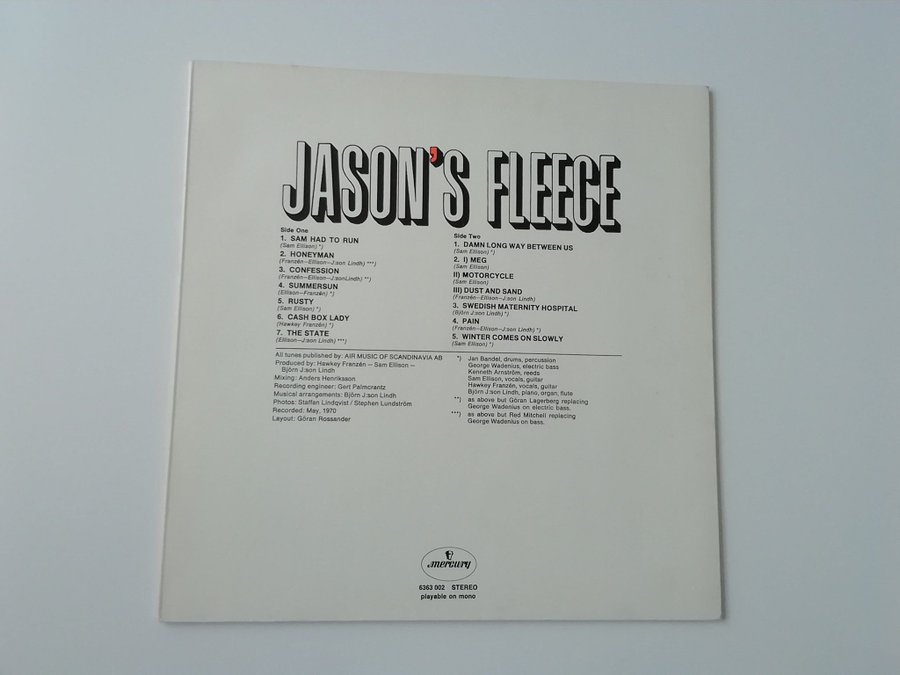 JASON'S FLEECE
Side One
1. SAM HAD TO RUN
(Sam Ellison) *)
2. HONEYMAN
(Franzén—Ellison—J:son Lindh) ***)
3. CONFESSION
(Franzén—Ellison—J:sonLindh) **)
4. SUMMERSUN
(Ellison—Franzén) *)
5. RUSTY
(Sam Ellison) *)
6. CASH BOX LADY
(Hawkey Franzén) *)
7. THE STATE
(Ellison—J:son Lindh) ***)
Side Two
1. DAMN LONG WAY BETWEEN US
(Sam Ellison) *)
2. I) MEG
(Sam Ellison)
II) MOTORCYCLE
(Sam Ellison)
III) DUST AND SAND
(Franzén—Ellison—J:son Lindh)
3. SWEDISH MATERNITY HOSPITAL
(Björn J:son Lindh) *)
4. PAIN
(Franzén—Ellison—J:son Lindh) *)
5. WINTER COMES ON SLOWLY
(Sam Ellison) *)
All tunes published by: AIR MUSIC OF SCANDINAVIA AB
Produced by: Hawkey Franzén — Sam Ellison —
Björn J:son Lindh
Mixing: Anders Henriksson
Recording engineer: Gert Palmcrantz
Musical arrangements: Björn J:son Lindh
Photos: Staffan Lindqvist / Stephen Lundström
Recorded: May, 1970
Layout: Göran Rossander
*) Jan Bandel, drums, percussion
George Wadenius, electric bass
Kenneth Arnström, reeds
Sam Ellison, vocals, guitar
Hawkey Franzén, vocals, guitar
Björn J:son Lindh, piano, organ, flute
**) as above but Göran Lagerberg replacing
George Wadenius on electric bass.
***) as above but Red Mitchell replacing
George Wadenius on bass.
mercury
6363 002 STEREO
playable on mono